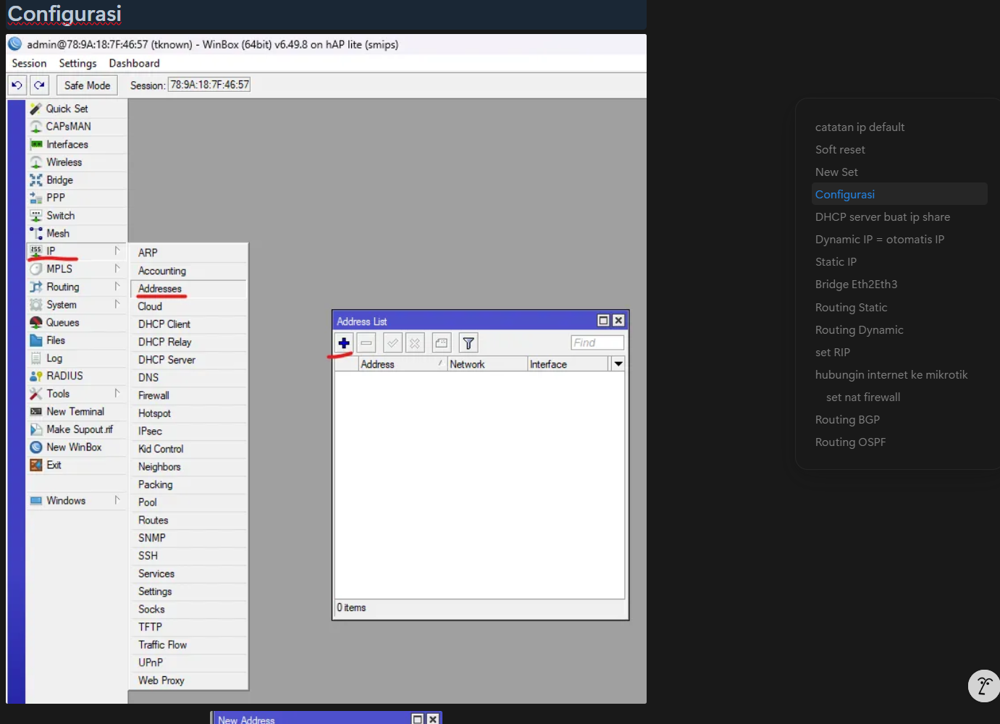 Configurasi
admin@78:9A:18:7F:46:57 (tknown) - WinBox (64bit) v6.49.8 on hAP lite (smips)
Session Settings Dashboard
Safe Mode Session: 78:9A:18:7F:46:57
Quick Set
CAPsMAN
Interfaces
Wireless
Bridge
PPP
Switch
Mesh
255 IP
MPLS
Routing
System
Queues
Files
Log
RADIUS
Tools
New Terminal
Make Supout.rif
New WinBox
Exit
Windows
ARP
Accounting
Addresses
Cloud
DHCP Client
DHCP Relay
DHCP Server
DNS
Firewall
Hotspot
IPsec
Kid Control
Neighbors
Packing
Pool
Routes
SNMP
SSH
Services
Settings
Socks
TFTP
Traffic Flow
UPnP
Web Proxy
Address List
Find
Address / Network Interface
0 items
New Address
catatan ip default
Soft reset
New Set
Configurasi
DHCP server buat ip share
Dynamic IP = otomatis IP
Static IP
Bridge Eth2Eth3
Routing Static
Routing Dynamic
set RIP
hubungin internet ke mikrotik
set nat firewall
Routing BGP
Routing OSPF